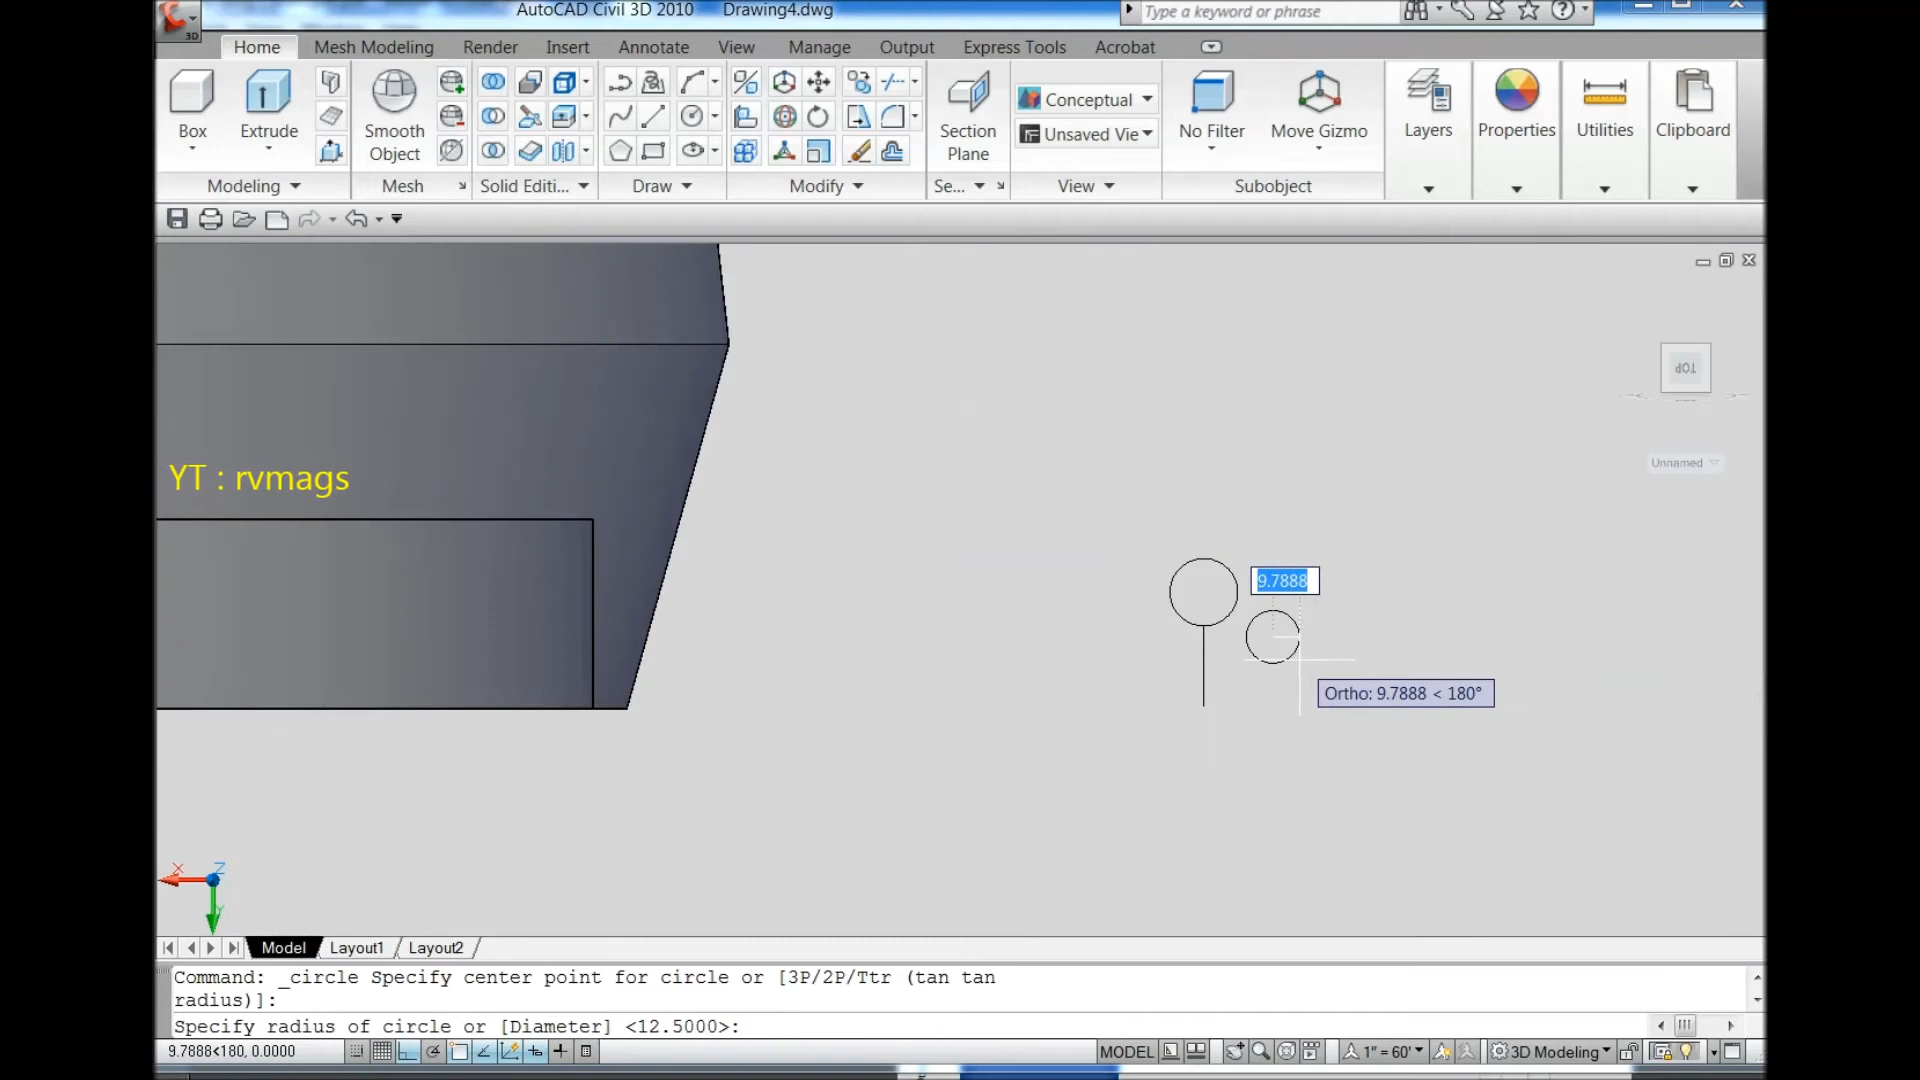 AutoCAD Civil 3D 2010 Drawing4.dwg
Type a keyword or phrase
3D
Home Mesh Modeling Render Insert Annotate View Manage Output Express Tools Acrobat
Box
Extrude
Smooth
Object
Section
Plane
Conceptual
Unsaved Vie
No Filter
Move Gizmo
Layers
Properties
Utilities
Clipboard
Modeling Mesh Solid Editi... Draw Modify Se... View Subobject
TOP
Unnamed
YT : rvmags
9.7888
Ortho: 9.7888 < 180°
X Z
Y
Model Layout1 Layout2
Command: _circle Specify center point for circle or [3P/2P/Ttr (tan tan
radius)]:
Specify radius of circle or [Diameter] <12.5000>:
9.7888<180, 0.0000
MODEL
1" = 60'
3D Modeling